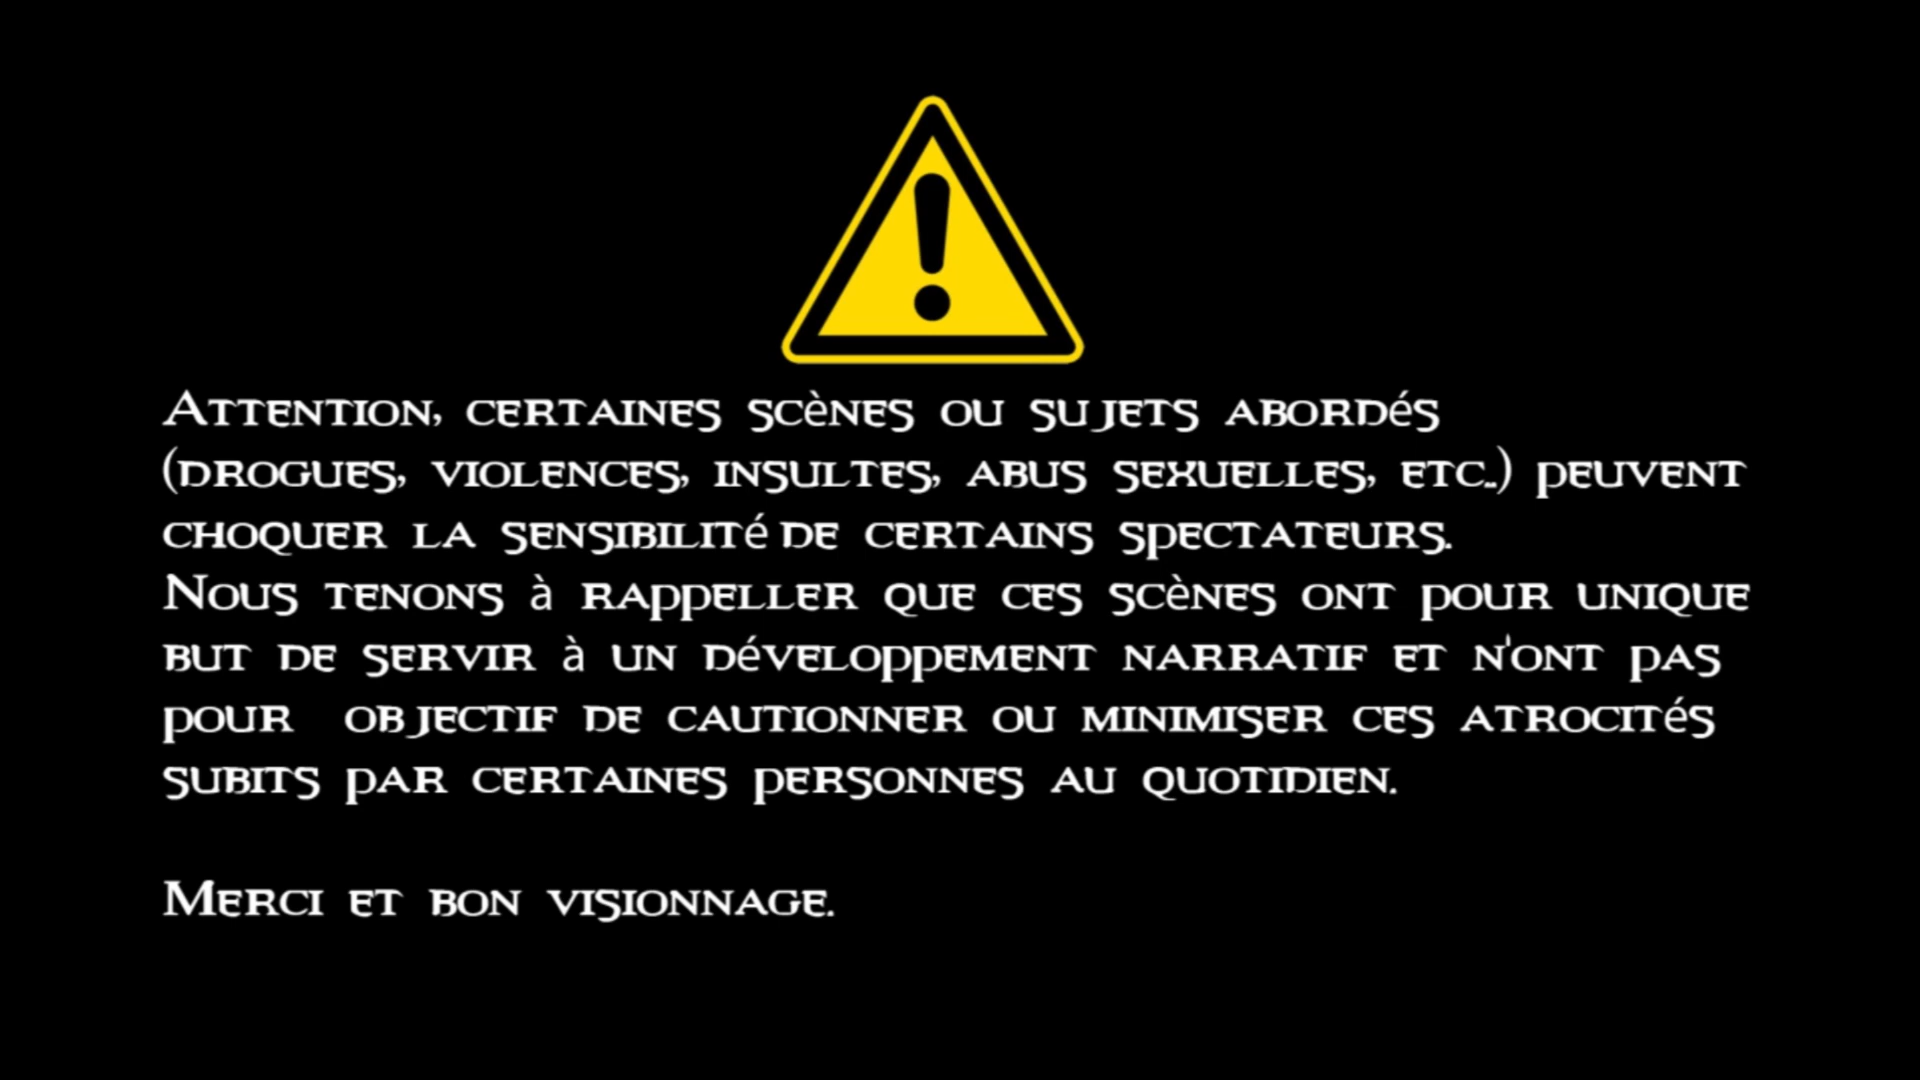 Attention, certaines scènes ou sujets abordés
(drogues, violences, insultes, abus sexuelles, etc..) peuvent
choquer la sensibilité de certains spectateurs.
Nous tenons à rappeller que ces scènes ont pour unique
but de servir à un développement narratif et n'ont pas
pour objectif de cautionner ou minimiser ces atrocités
subits par certaines personnes au quotidien.
Merci et bon visionnage.